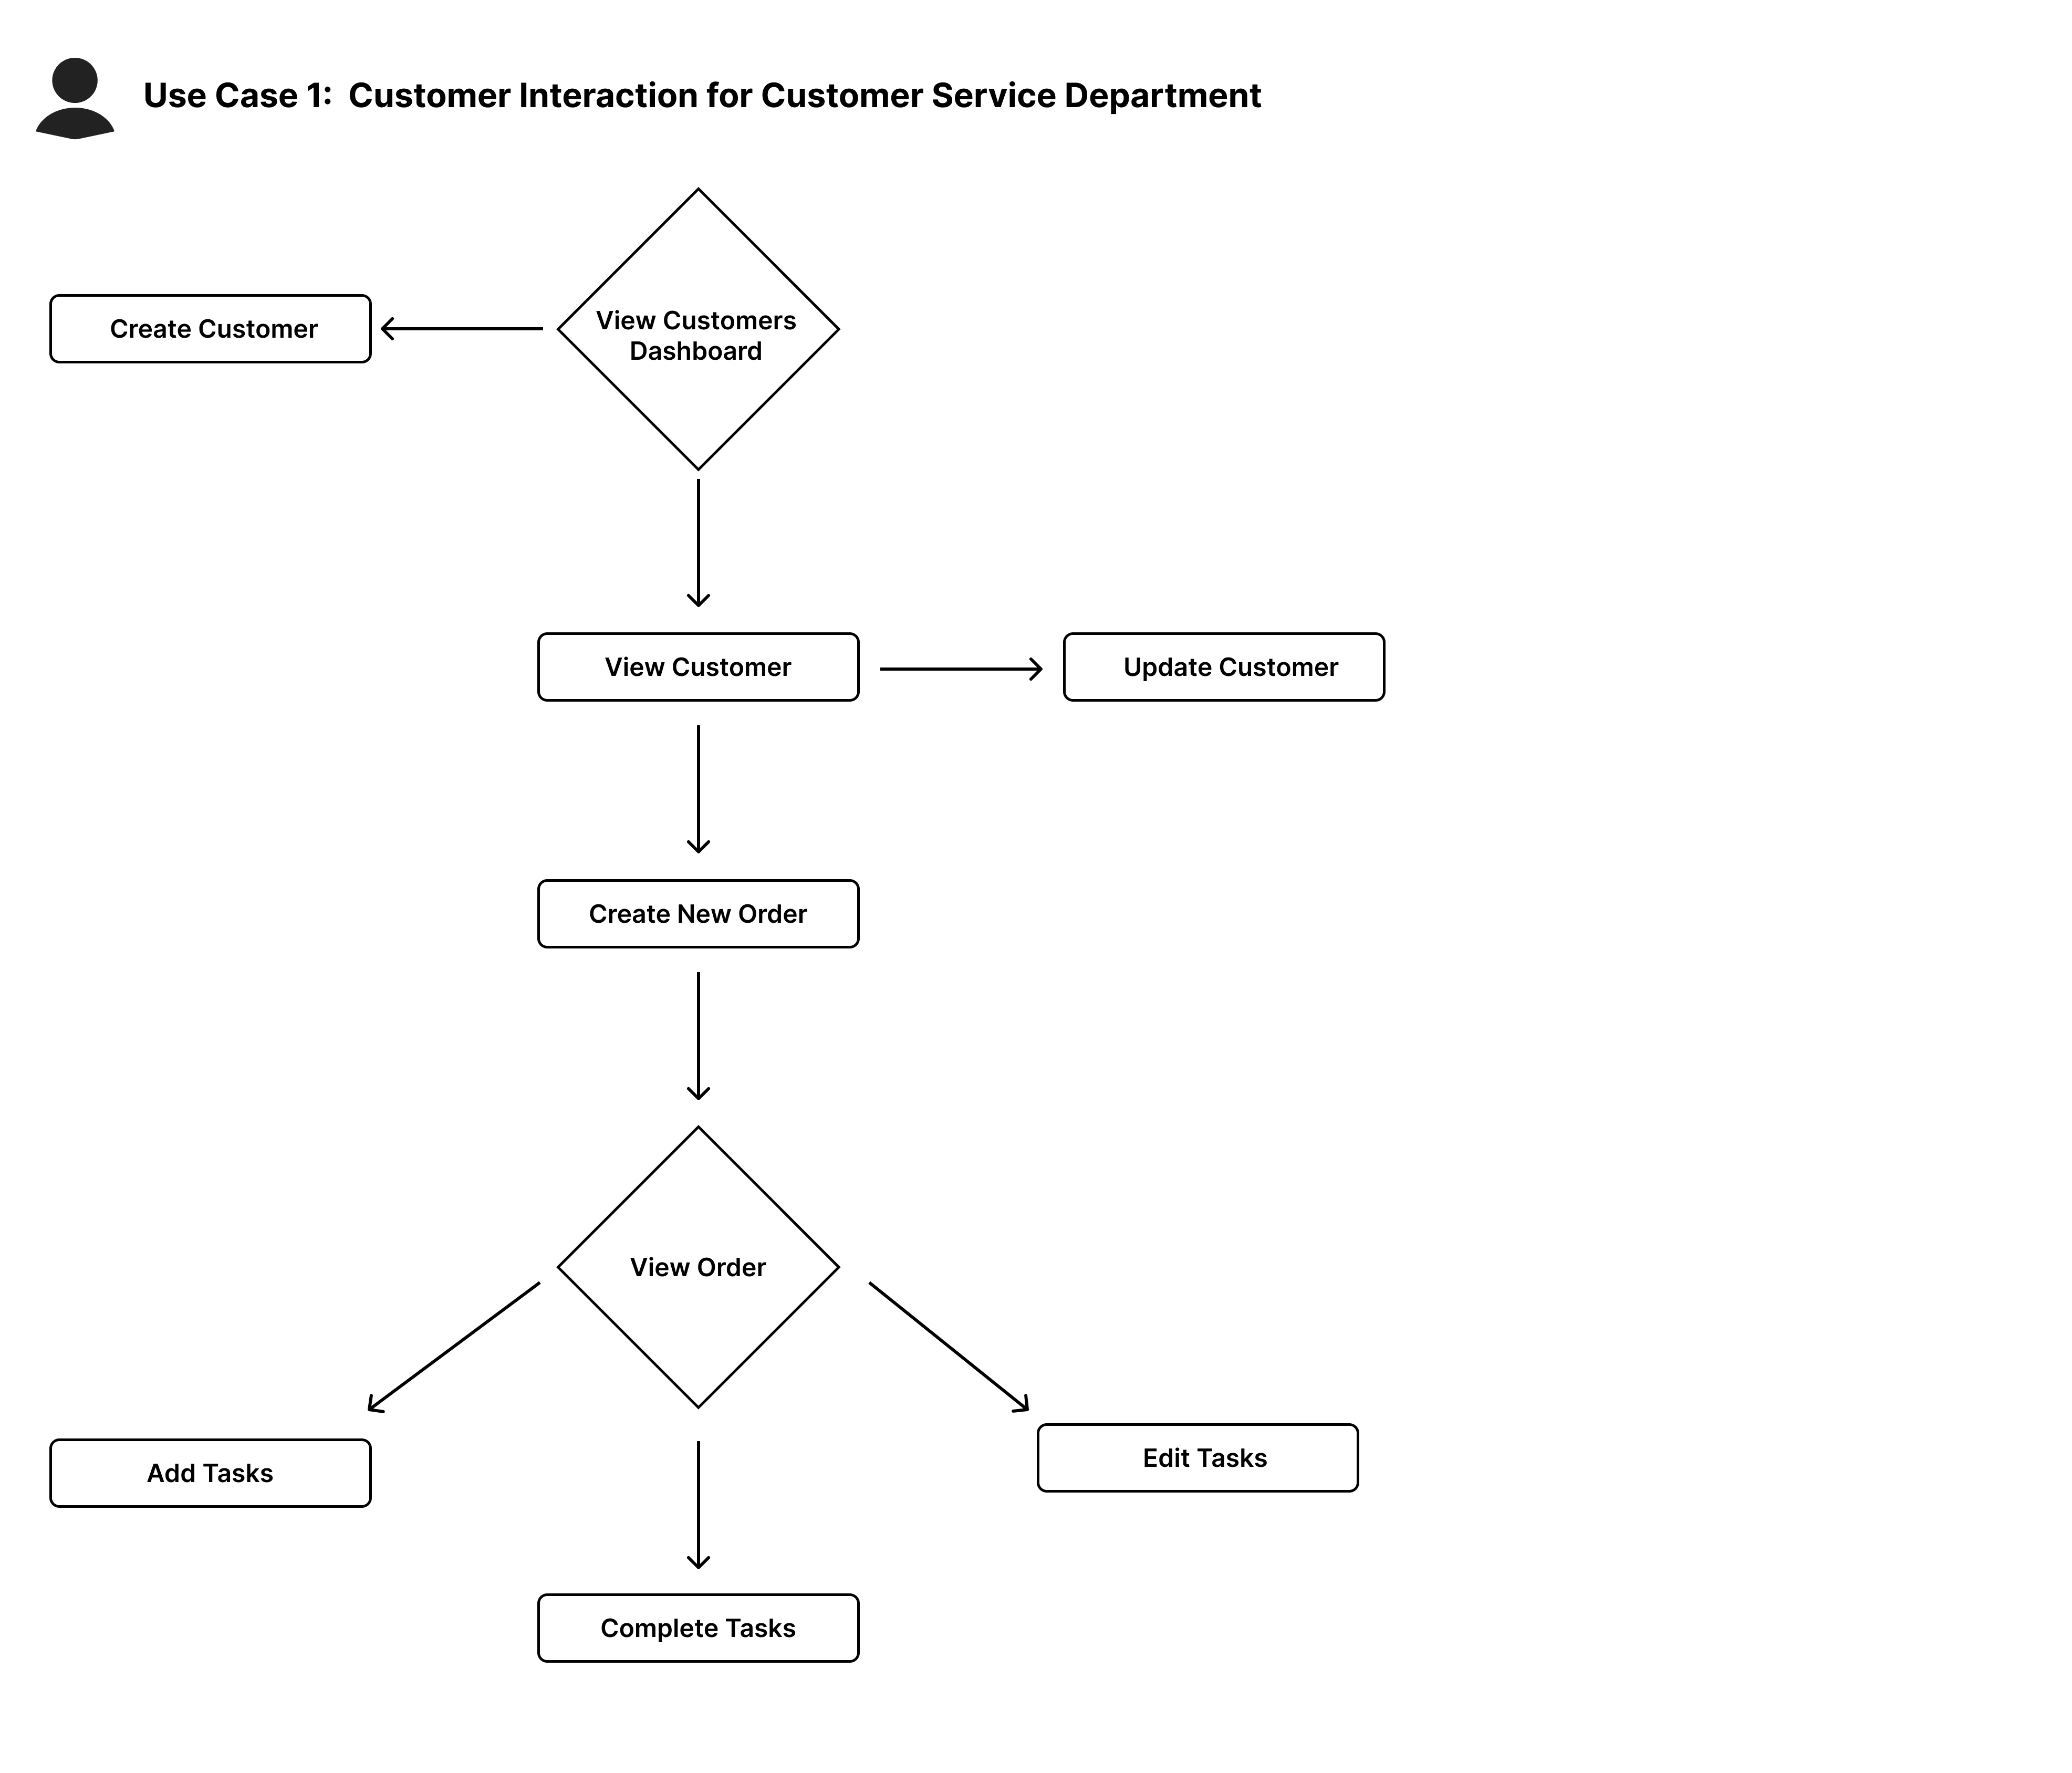 Use Case 1:  Customer Interaction for Customer Service Department
View Customers
Dashboard
Create Customer
View Customer
Update Customer
Create New Order
View Order
Add Tasks
Edit Tasks
Complete Tasks